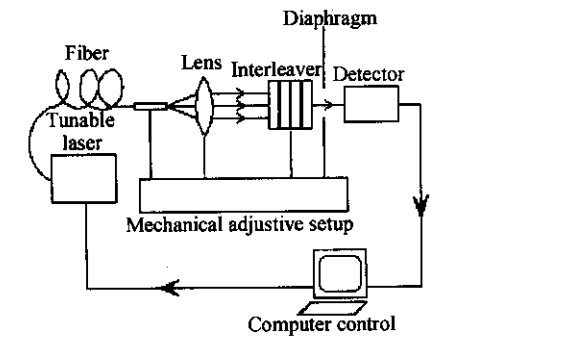 Diaphragm
Fiber
Lens
Interleaver
Detector
Tunable
laser
Mechanical adjustive setup
Computer control